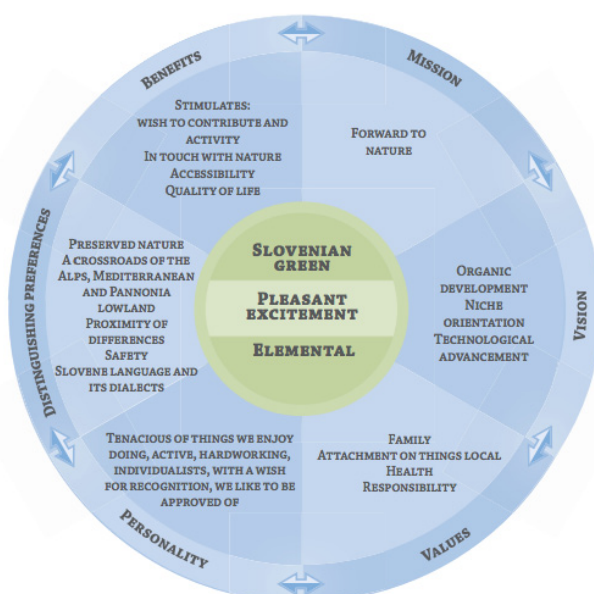 BENEFITS
STIMULATES:
WISH TO CONTRIBUTE AND
ACTIVITY
IN TOUCH WITH NATURE
ACCESSIBILITY
QUALITY OF LIFE
MISSION
FORWARD TO
NATURE
VISION
ORGANIC
DEVELOPMENT
NICHE
ORIENTATION
TECHNOLOGICAL
ADVANCEMENT
VALUES
FAMILY
ATTACHMENT ON THINGS LOCAL
HEALTH
RESPONSIBILITY
PERSONALITY
TENACIOUS OF THINGS WE ENJOY
DOING, ACTIVE, HARDWORKING,
INDIVIDUALISTS, WITH A WISH
FOR RECOGNITION, WE LIKE TO BE
APPROVED OF
DISTINGUISHING PREFERENCES
PRESERVED NATURE
A CROSSROADS OF THE
ALPS, MEDITERRANEAN
AND PANNONIA
LOWLAND
PROXIMITY OF
DIFFERENCES
SAFETY
SLOVENE LANGUAGE AND
ITS DIALECTS
SLOVENIAN
GREEN
PLEASANT
EXCITEMENT
ELEMENTAL